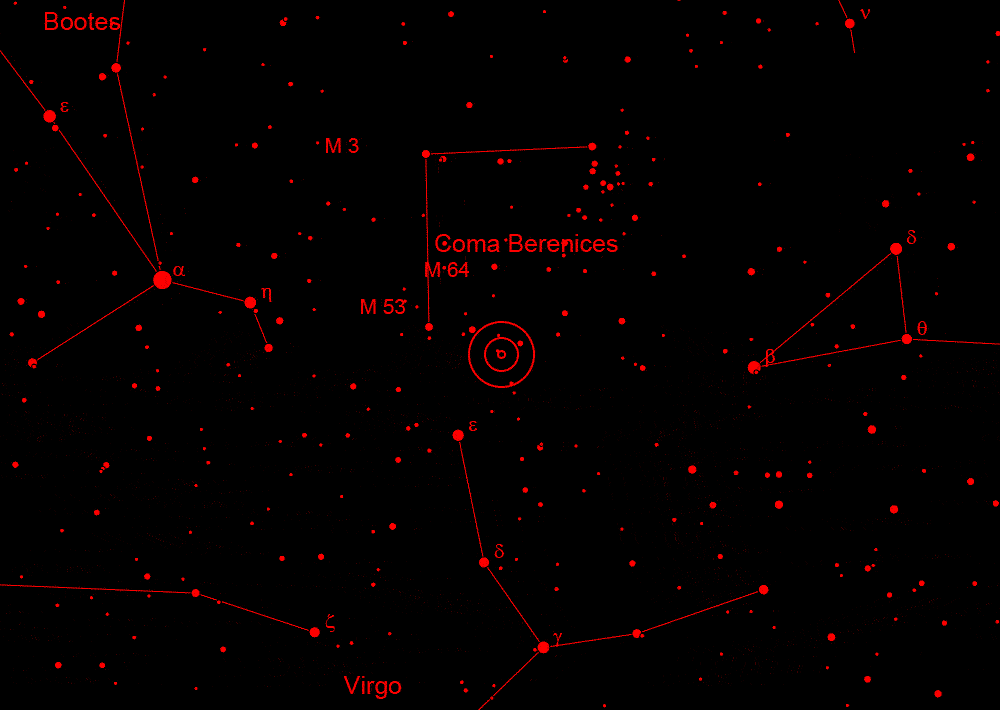 Bootes
ν
ε
M 3
Coma Berenices
δ
α
M 64
η
M 53
θ
β
ε
δ
ζ
γ
Virgo